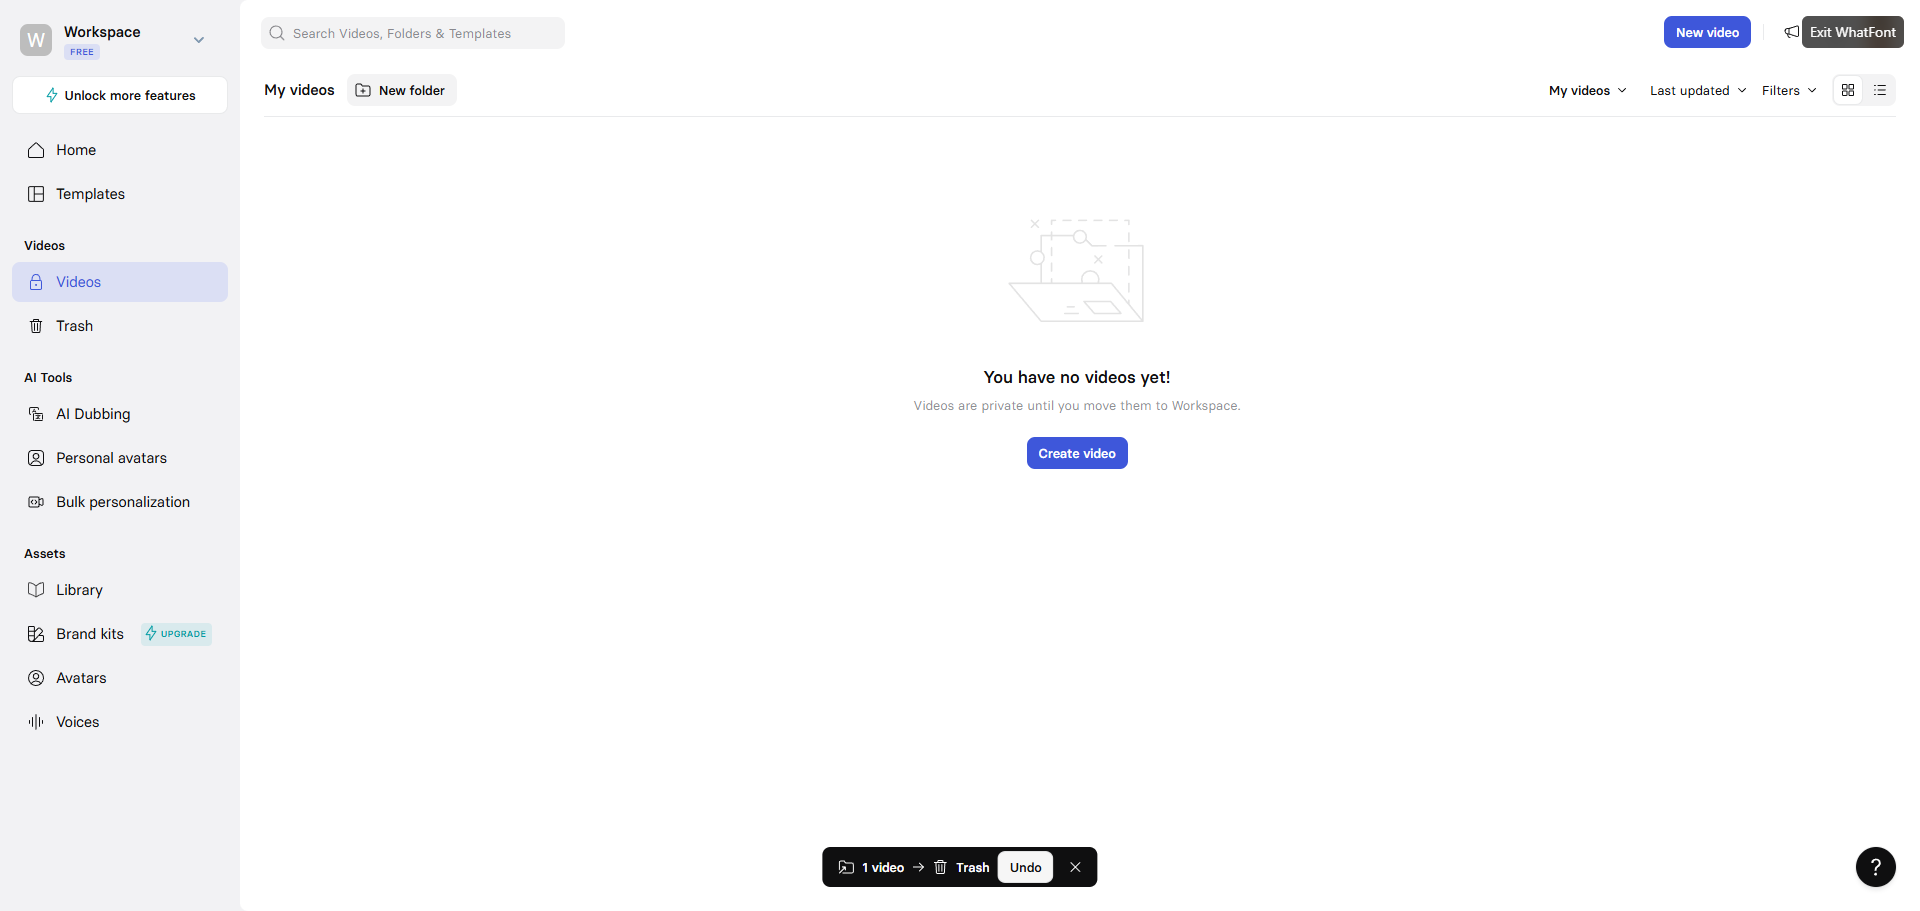 W
Workspace
FREE
Unlock more features
Home
Templates
Videos
Videos
Trash
AI Tools
AI Dubbing
Personal avatars
Bulk personalization
Assets
Library
Brand kits
UPGRADE
Avatars
Voices
Search Videos, Folders & Templates
New video
Exit WhatFont
My videos
New folder
My videos
Last updated
Filters
You have no videos yet!
Videos are private until you move them to Workspace.
Create video
1 video → Trash
Undo
?